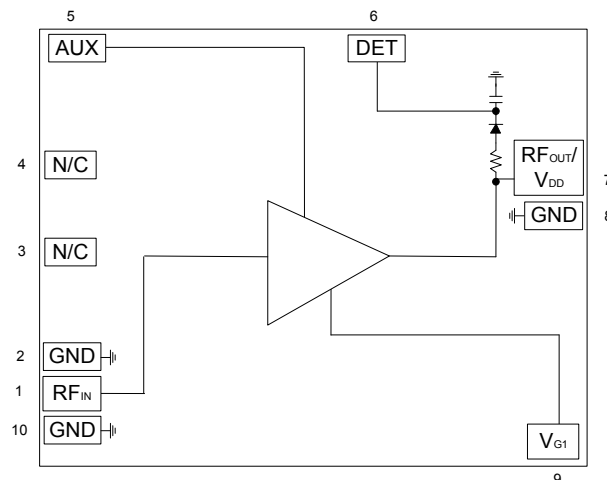 5
6
AUX
DET
4
N/C
RFOUT/
VDD
7
GND
8
3
N/C
2
GND
1
RFIN
10
GND
VG1
9